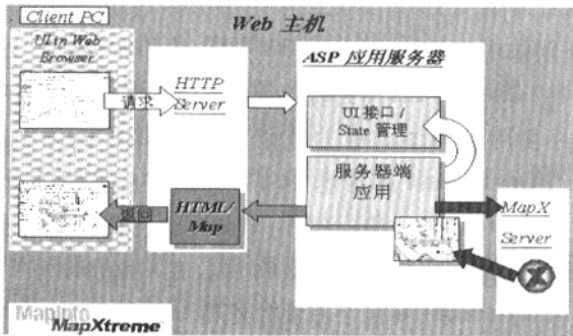 Client PC
Web 主机
UI in Web
Browser
ASP 应用服务器
HTTP
Server
请求
UI 接口 /
State 管理
服务器端
应用
返回
HTMl/
Map
MapX
Server
MapInfo
MapXtreme